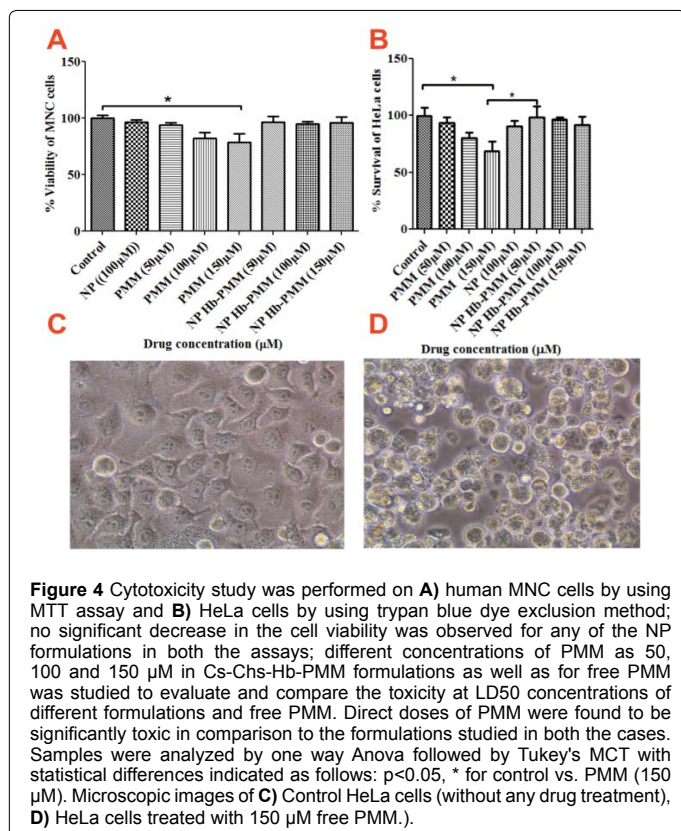 A
B
150
100
50
0
% Viability of MNC cells
*
Control
NP ((100µM))
PMM (50µM)
PMM (100µM)
PMM (150µM)
NP Hb-PMM (50µM)
NP Hb-PMM (100µM)
NP Hb-PMM (150µM)
Drug concentration (µM)
150
100
50
0
% Survival of HeLa cells
*
*
Control
PMM (50µM)
PMM (100µM)
PMM (150µM)
NP (100µM)
NP Hb-PMM (50µM)
NP Hb-PMM (100µM)
NP Hb-PMM (150µM)
Drug concentration (µM)
C
D
Figure 4 Cytotoxicity study was performed on A) human MNC cells by using
MTT assay and B) HeLa cells by using trypan blue dye exclusion method;
no significant decrease in the cell viability was observed for any of the NP
formulations in both the assays; different concentrations of PMM as 50,
100 and 150 µM in Cs-Chs-Hb-PMM formulations as well as for free PMM
was studied to evaluate and compare the toxicity at LD50 concentrations of
different formulations and free PMM. Direct doses of PMM were found to be
significantly toxic in comparison to the formulations studied in both the cases.
Samples were analyzed by one way Anova followed by Tukey's MCT with
statistical differences indicated as follows: p<0.05, * for control vs. PMM (150
µM). Microscopic images of C) Control HeLa cells (without any drug treatment),
D) HeLa cells treated with 150 µM free PMM.).